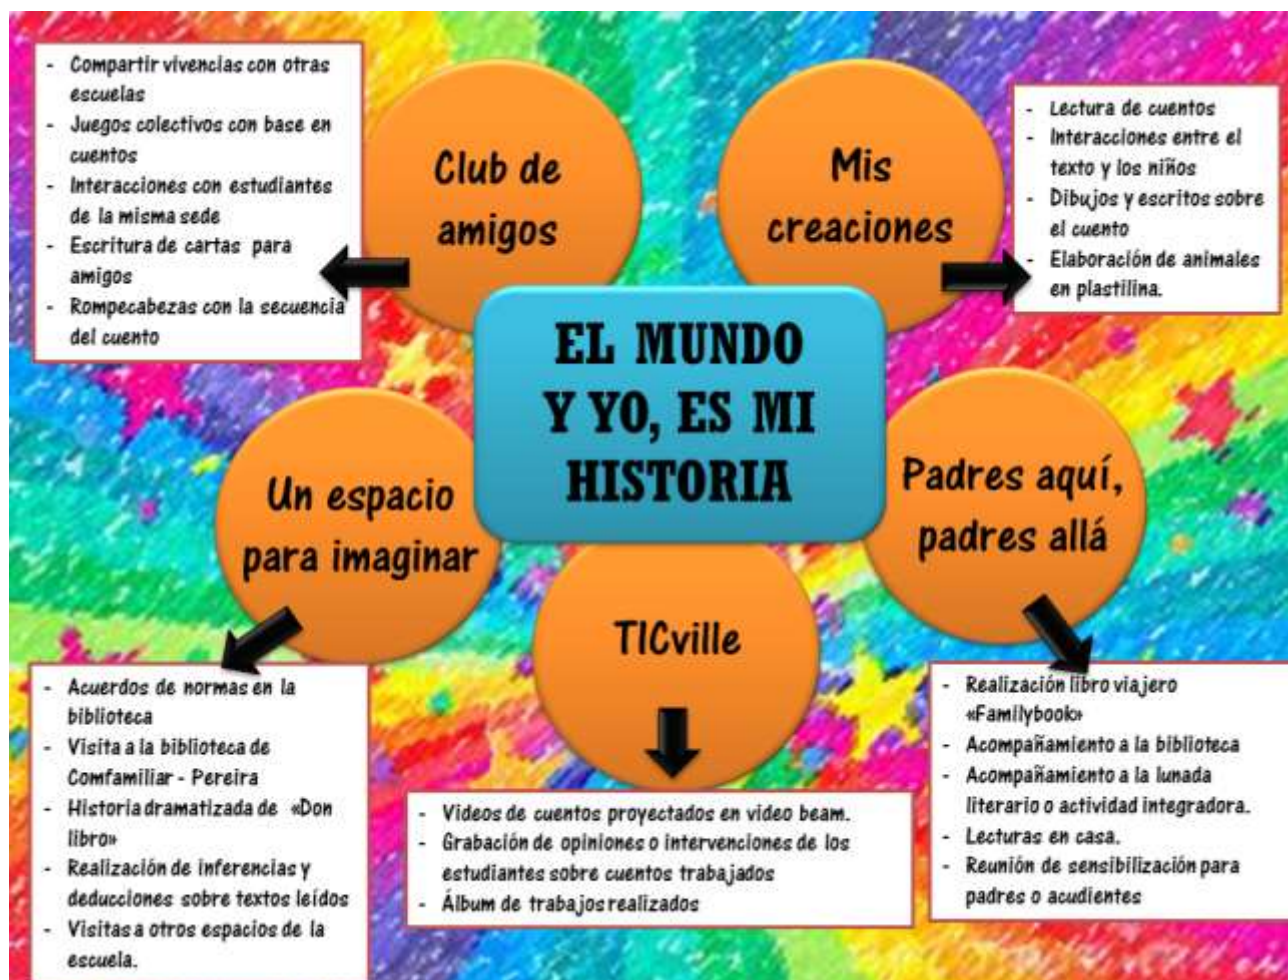 - Compartir vivencias con otras
escuelas
- Juegos colectivos con base en
cuentos
- Interacciones con estudiantes
de la misma sede
- Escritura de cartas para
amigos
- Rompecabezas con la secuencia
del cuento
Club de
amigos
Mis
creaciones
- Lectura de cuentos
- Interacciones entre el
texto y los niños
- Dibujos y escritos sobre
el cuento
- Elaboración de animales
en plastilina.
EL MUNDO
Y YO, ES MI
HISTORIA
Un espacio
para imaginar
Padres aquí,
padres allá
TICville
- Acuerdos de normas en la
biblioteca
- Visita a la biblioteca de
Comfamiliar - Pereira
- Historia dramatizada de «Don
libro»
- Realización de inferencias y
deducciones sobre textos leídos
- Visitas a otros espacios de la
escuela.
- Videos de cuentos proyectados en video beam.
- Grabación de opiniones o intervenciones de los
estudiantes sobre cuentos trabajados
- Álbum de trabajos realizados
- Realización libro viajero
«Familybook»
- Acompañamiento a la biblioteca
- Acompañamiento a la lunada
literario o actividad integradora.
- Lecturas en casa.
- Reunión de sensibilización para
padres o acudientes